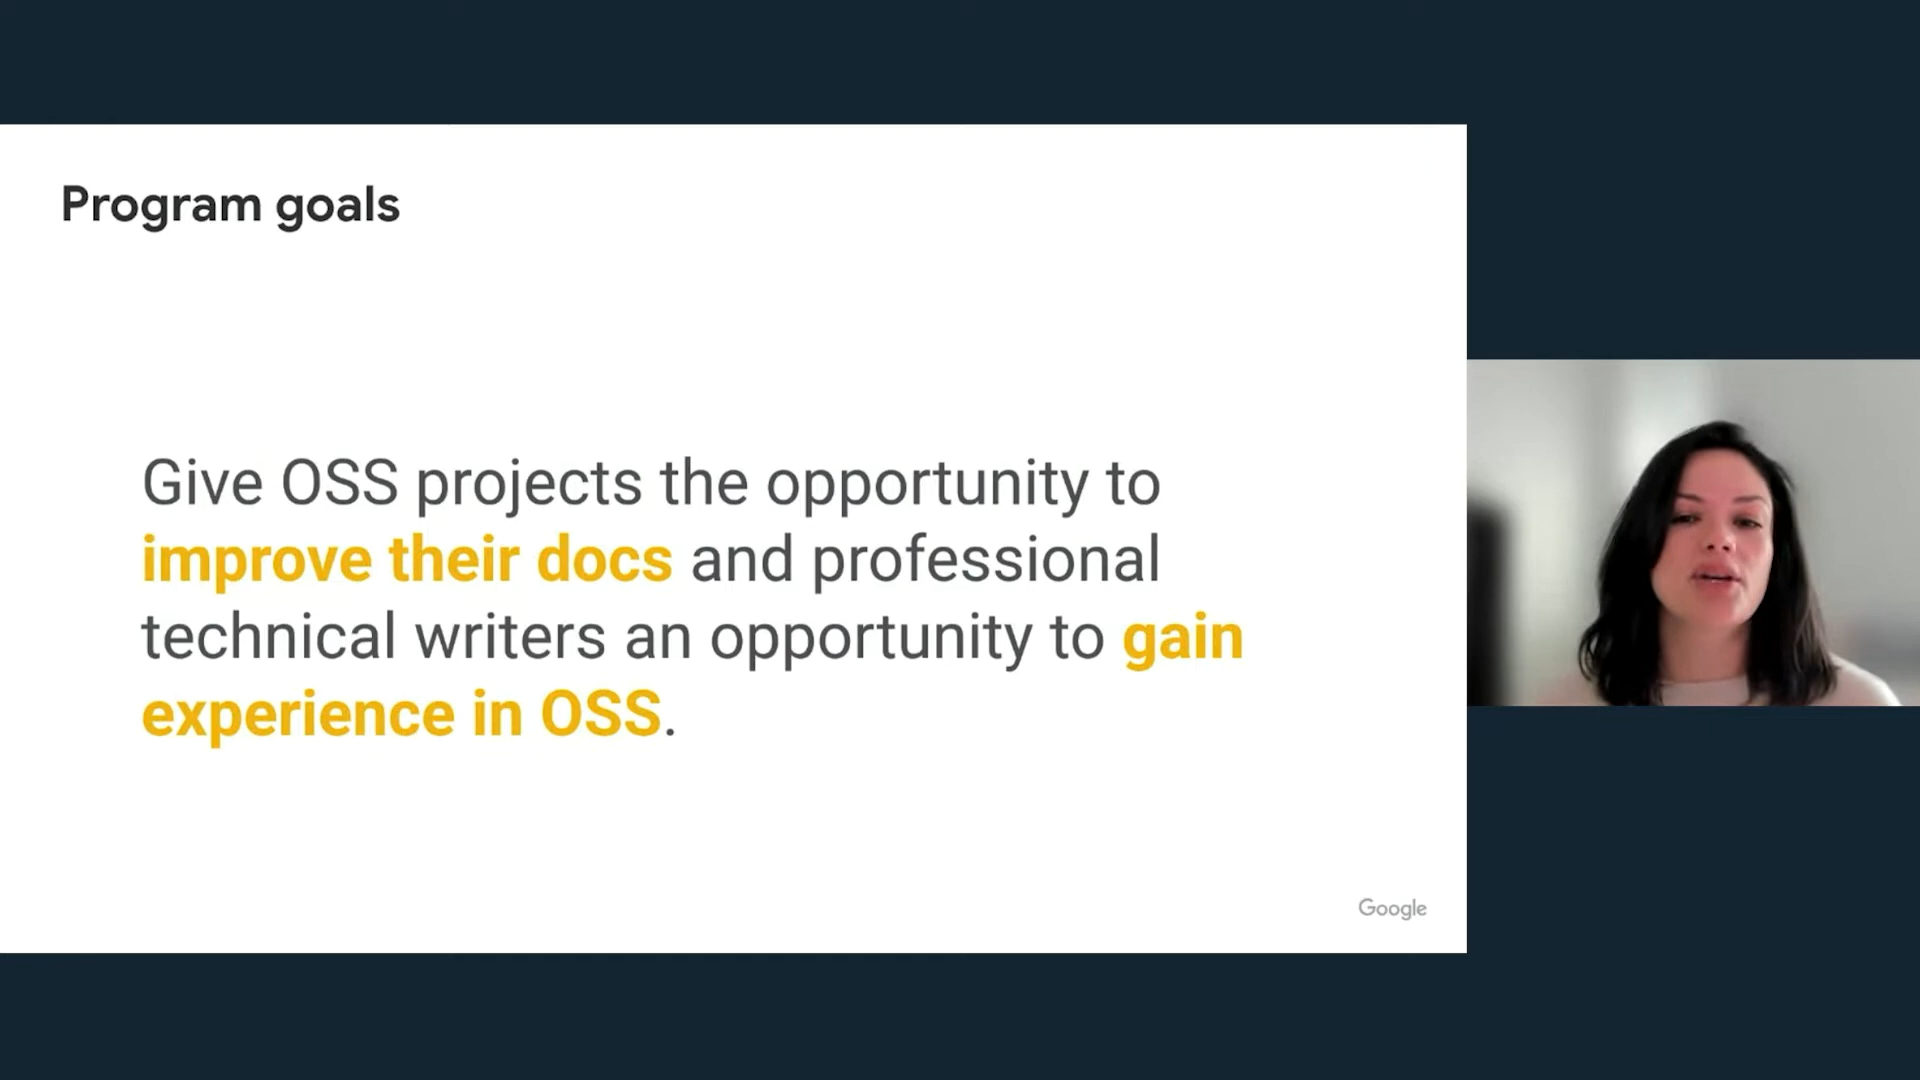 Program goals
Give OSS projects the opportunity to
improve their docs and professional
technical writers an opportunity to gain
experience in OSS.
Google